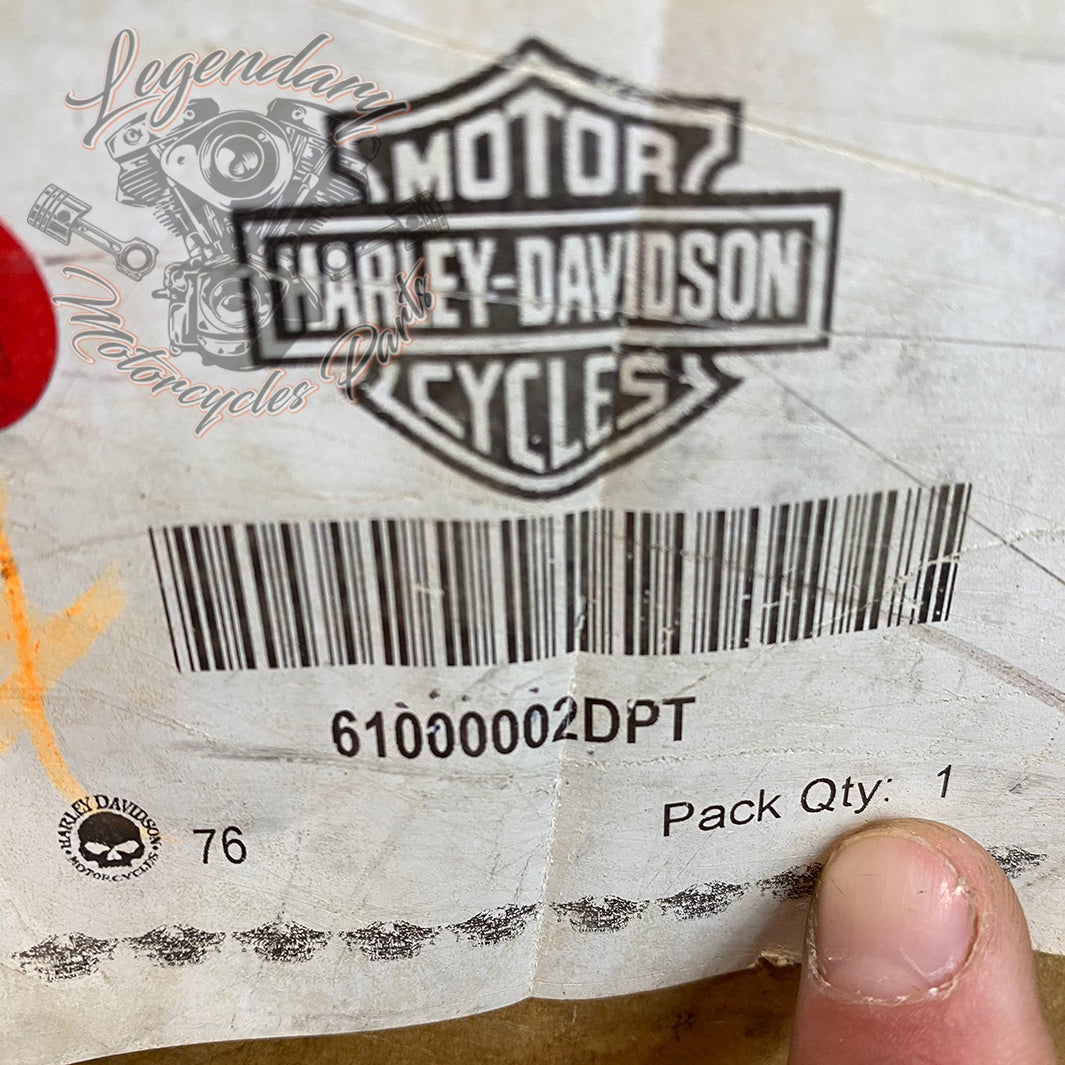 Legendary
Motorcycles Parts
MOTOR
HARLEY-DAVIDSON
CYCLES
61000002DPT
Pack Qty: 1
HARLEY DAVIDSON
MOTORCYCLES
76